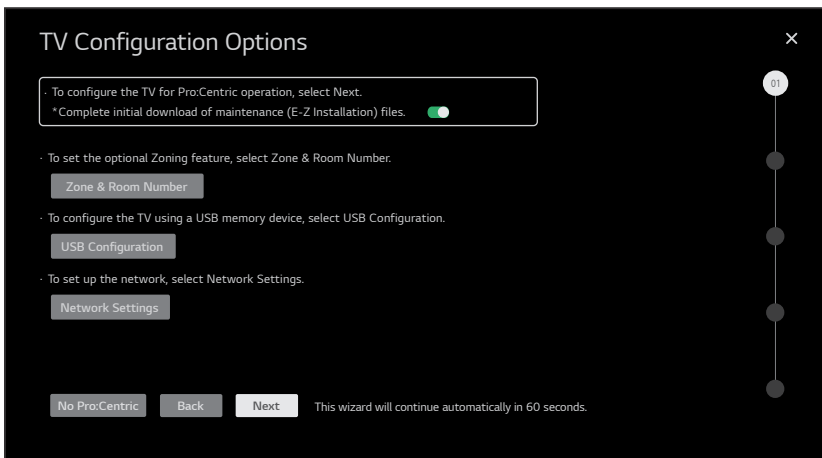 TV Configuration Options
· To configure the TV for Pro:Centric operation, select Next.
*Complete initial download of maintenance (E-Z Installation) files.
01
· To set the optional Zoning feature, select Zone & Room Number.
Zone & Room Number
· To configure the TV using a USB memory device, select USB Configuration.
USB Configuration
· To set up the network, select Network Settings.
Network Settings
No Pro:Centric Back Next This wizard will continue automatically in 60 seconds.